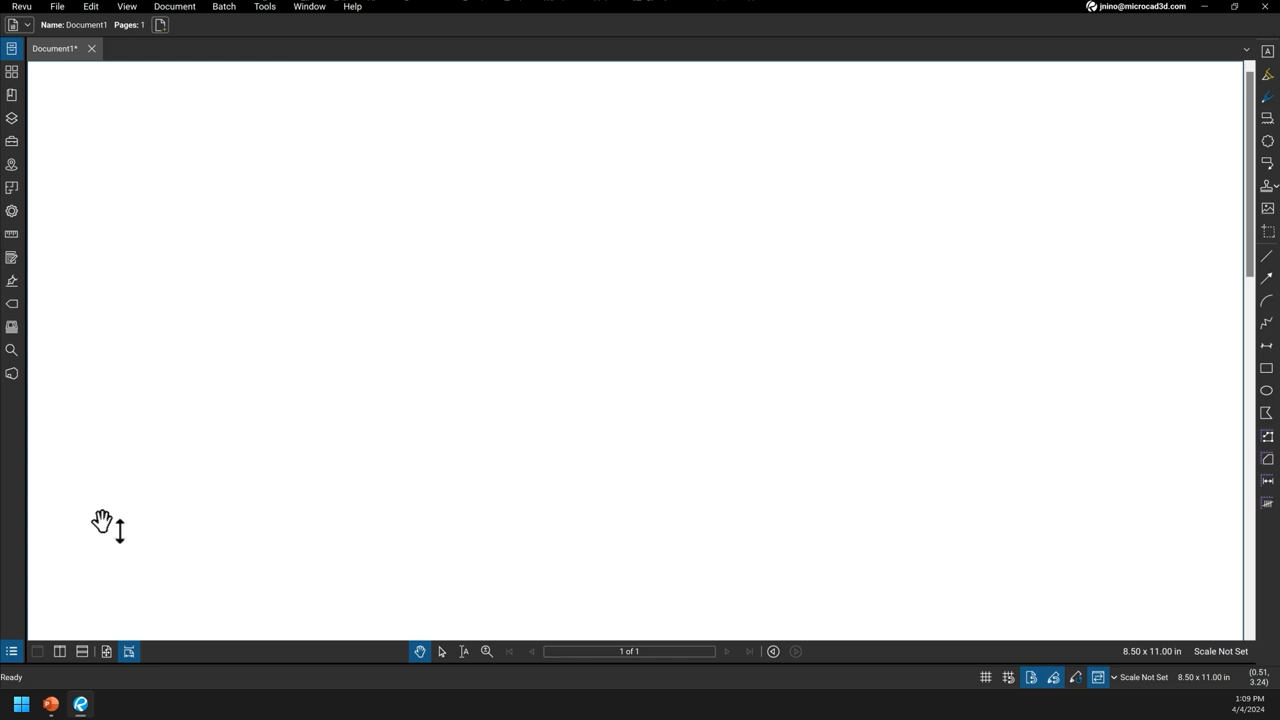 Revu File Edit View Document Batch Tools Window Help jnino@microcad3d.com
Name: Document1 Pages: 1
Document1*
A
A
1 of 1 8.50 x 11.00 in Scale Not Set
Ready Scale Not Set 8.50 x 11.00 in (0.51, 3.24)
1:09 PM
4/4/2024